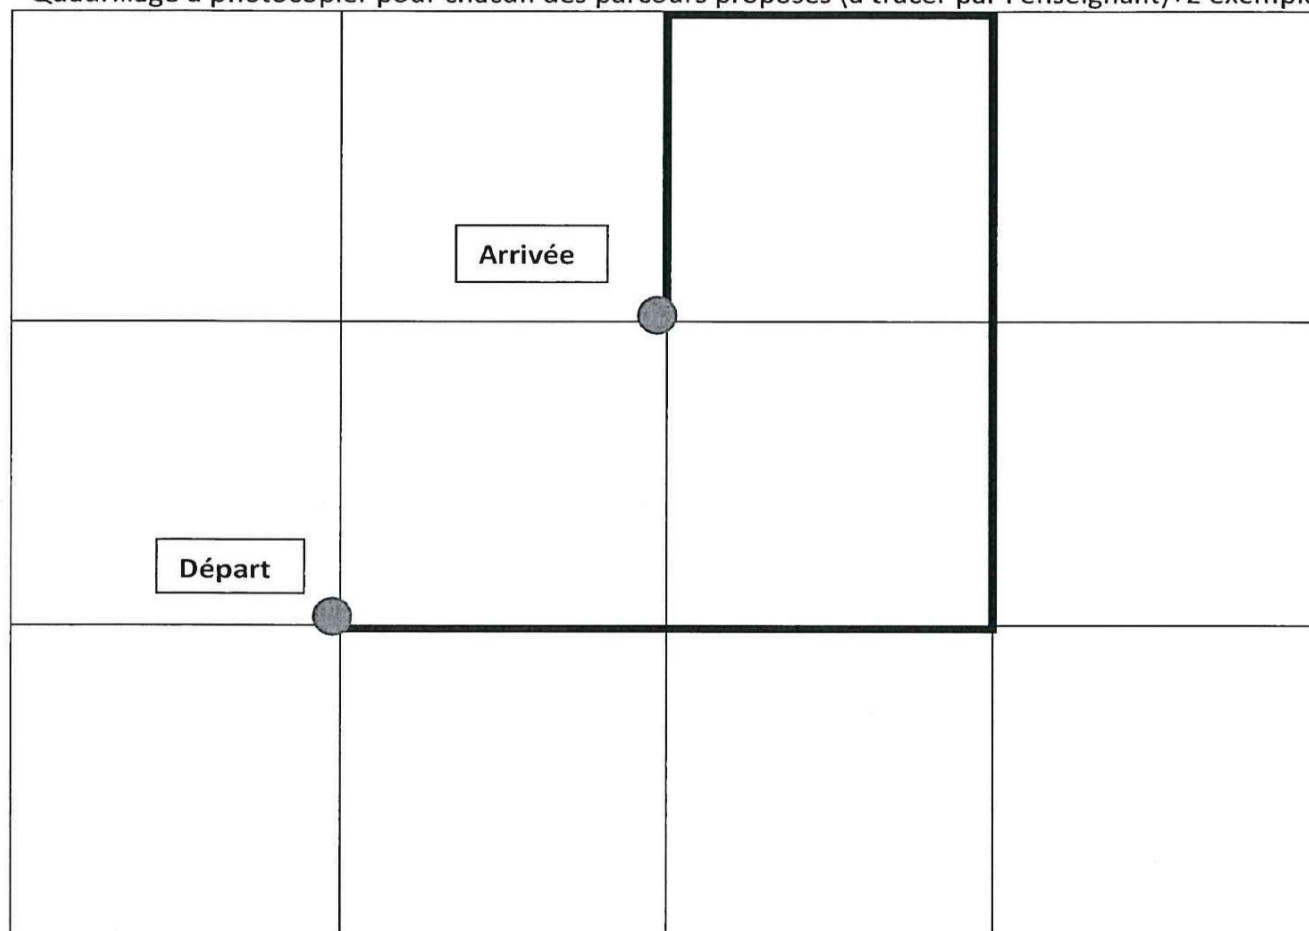 Quadrillage à photocopier pour chacun des parcours proposés (à tracer par l'enseignant)
Arrivée
Départ